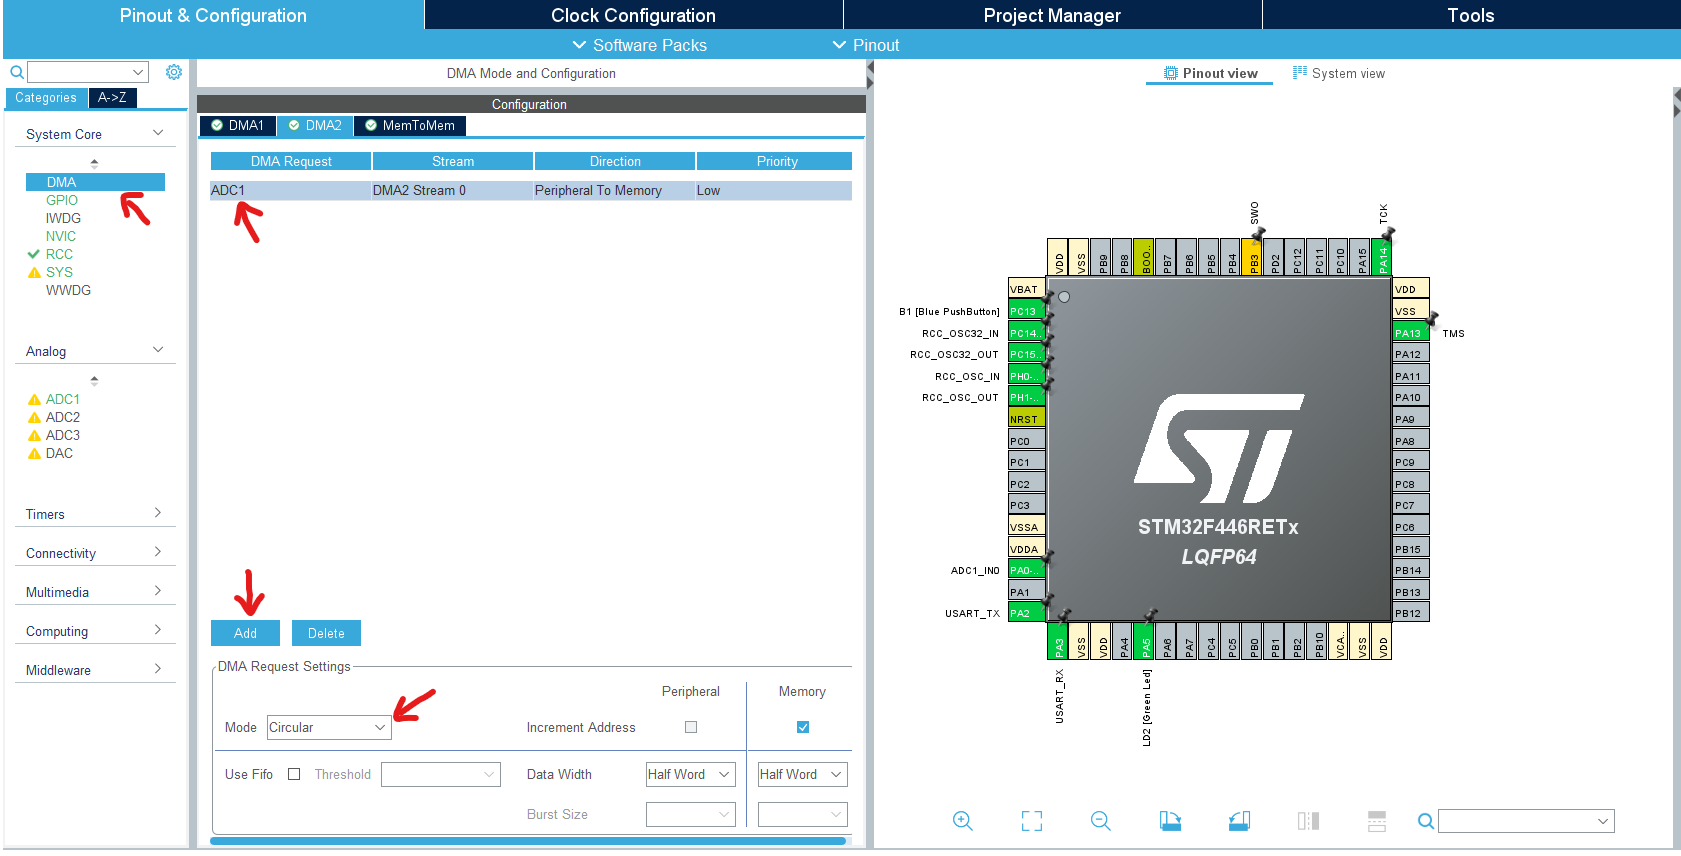 Pinout & Configuration
Clock Configuration
Project Manager
Tools
Software Packs
Pinout
Categories
A->Z
System Core
DMA
GPIO
IWDG
NVIC
RCC
SYS
WWDG
Analog
ADC1
ADC2
ADC3
DAC
Timers
Connectivity
Multimedia
Computing
Middleware
DMA Mode and Configuration
Configuration
DMA1
DMA2
MemToMem
DMA Request
Stream
Direction
Priority
ADC1
DMA2 Stream 0
Peripheral To Memory
Low
Add
Delete
DMA Request Settings
Peripheral
Memory
Mode
Circular
Increment Address
Use Fifo
Threshold
Data Width
Half Word
Half Word
Burst Size
Pinout view
System view
SWO
TCK
VDD
VSS
PB9
PB8
BOO..
PB7
PB6
PB5
PB4
PB3
PD2
PC12
PC11
PC10
PA15
PA14
VBAT
B1 [Blue PushButton]
PC13
RCC_OSC32_IN
PC14..
RCC_OSC32_OUT
PC15..
RCC_OSC_IN
PH0-..
RCC_OSC_OUT
PH1-..
NRST
PC0
PC1
PC2
PC3
VSSA
VDDA
ADC1_IN0
PA0-..
PA1
USART_TX
PA2
VDD
VSS
PA13
TMS
PA12
PA11
PA10
PA9
PA8
PC9
PC8
PC7
PC6
PB15
PB14
PB13
PB12
ST
STM32F446RETx
LQFP64
PA3
VSS
VDD
PA4
PA5
PA6
PA7
PC4
PC5
PB0
PB1
PB2
PB10
VCA..
VSS
VDD
USART_RX
LD2 [Green Led]